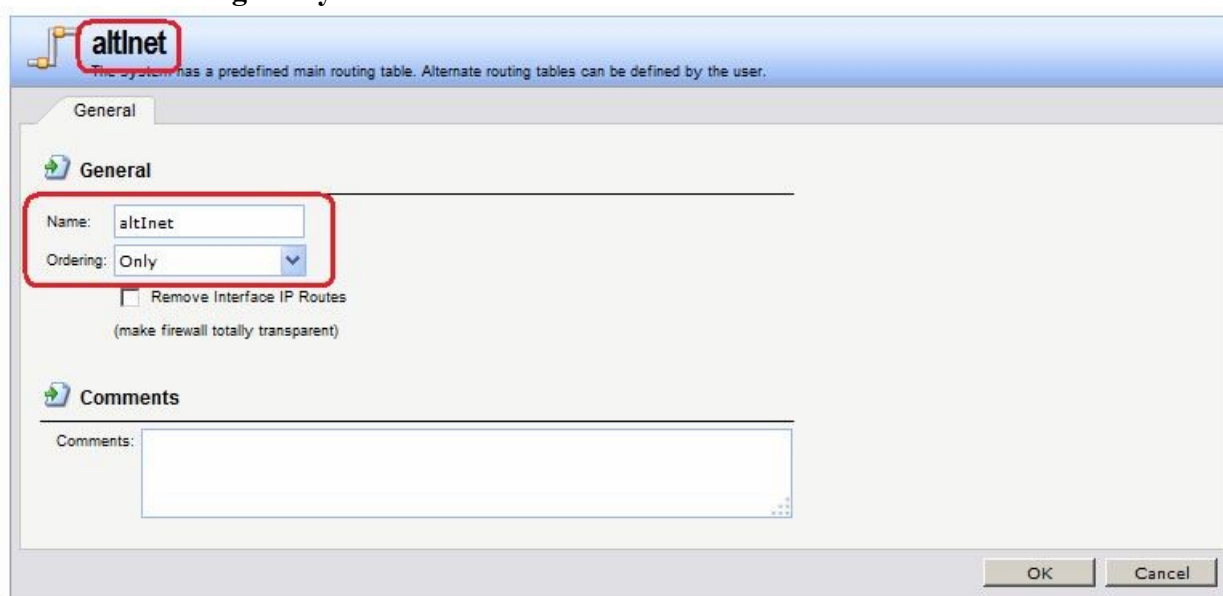 altInet
The system has a predefined main routing table. Alternate routing tables can be defined by the user.
General
General
Name: altInet
Ordering: Only
Remove Interface IP Routes
(make firewall totally transparent)
Comments
Comments:
OK Cancel